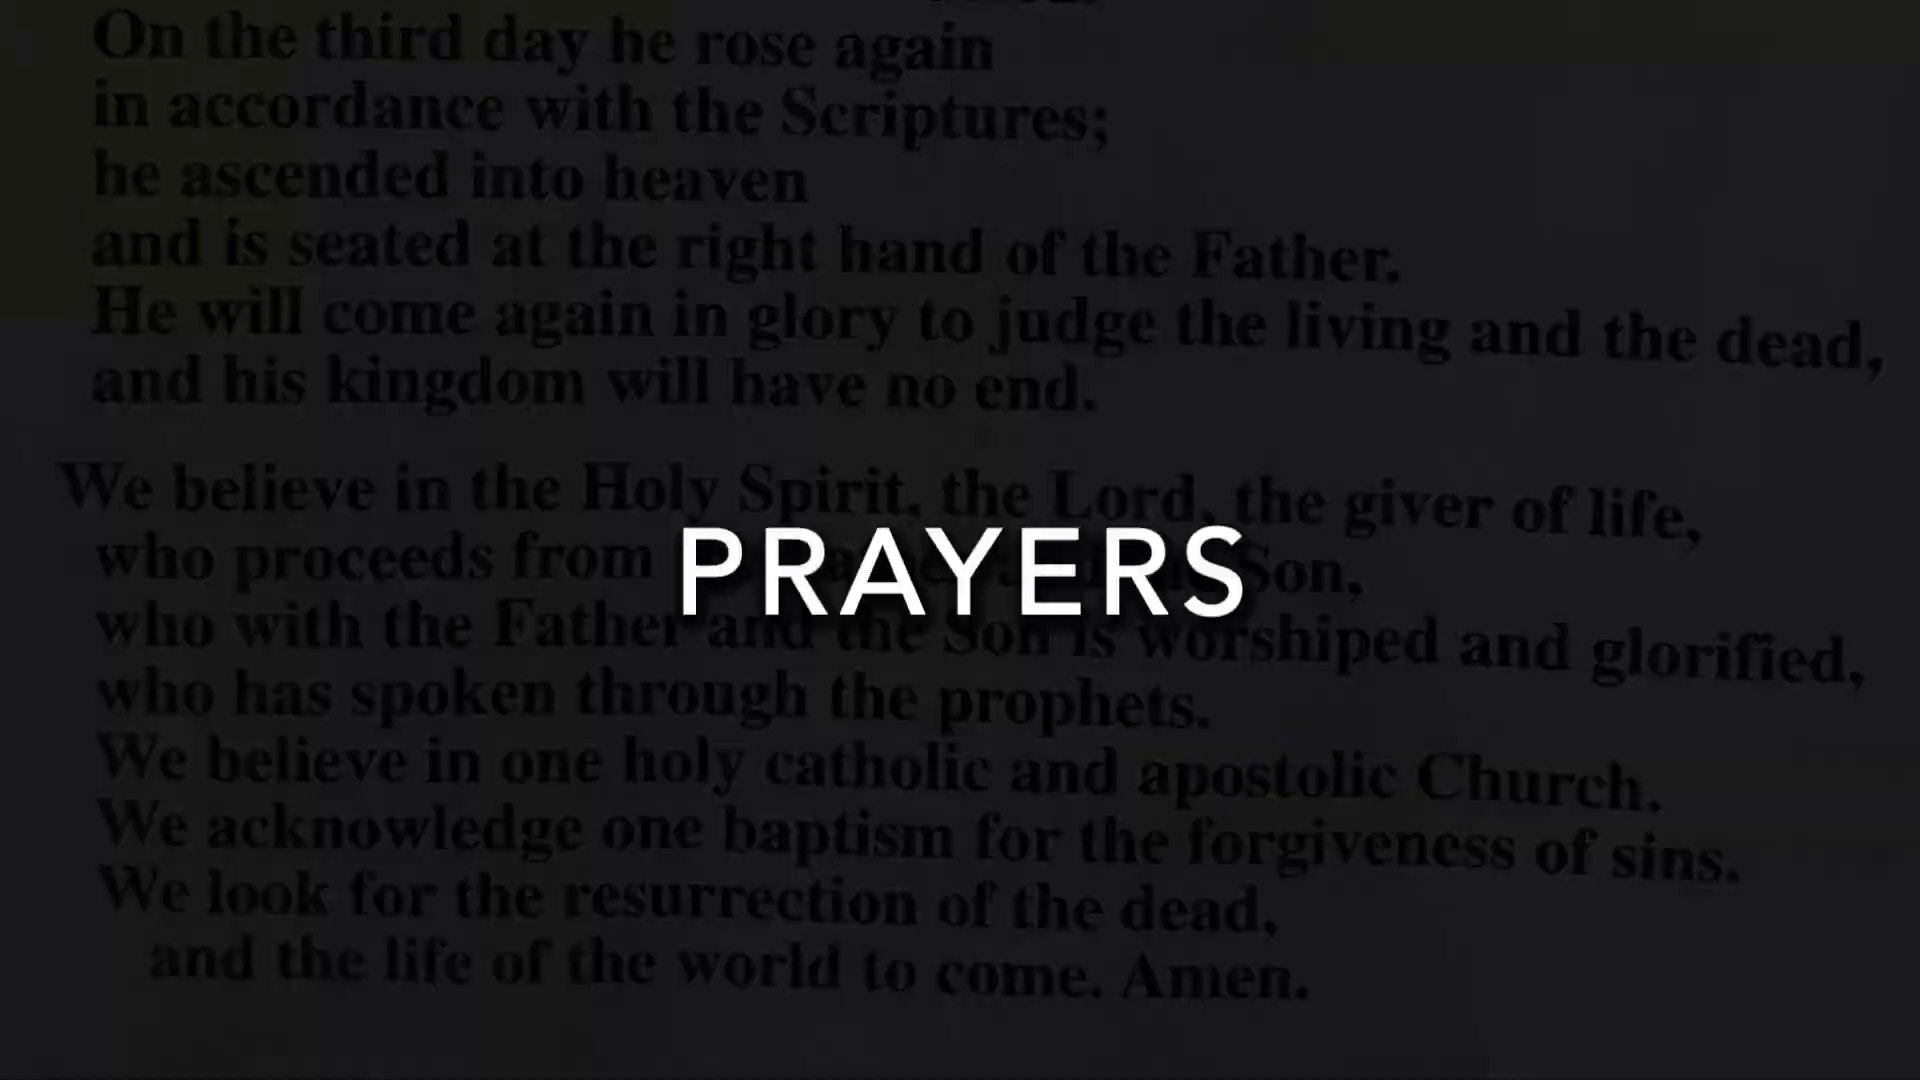 On the third day he rose again
in accordance with the Scriptures;
he ascended into heaven
and is seated at the right hand of the Father.
He will come again in glory to judge the living and the dead,
and his kingdom will have no end.
We believe in the Holy Spirit, the Lord, the giver of life,
PRAYERS
who proceeds from Son,
who with the Father and the Son is worshiped and glorified,
who has spoken through the prophets.
We believe in one holy catholic and apostolic Church.
We acknowledge one baptism for the forgiveness of sins.
We look for the resurrection of the dead,
and the life of the world to come. Amen.